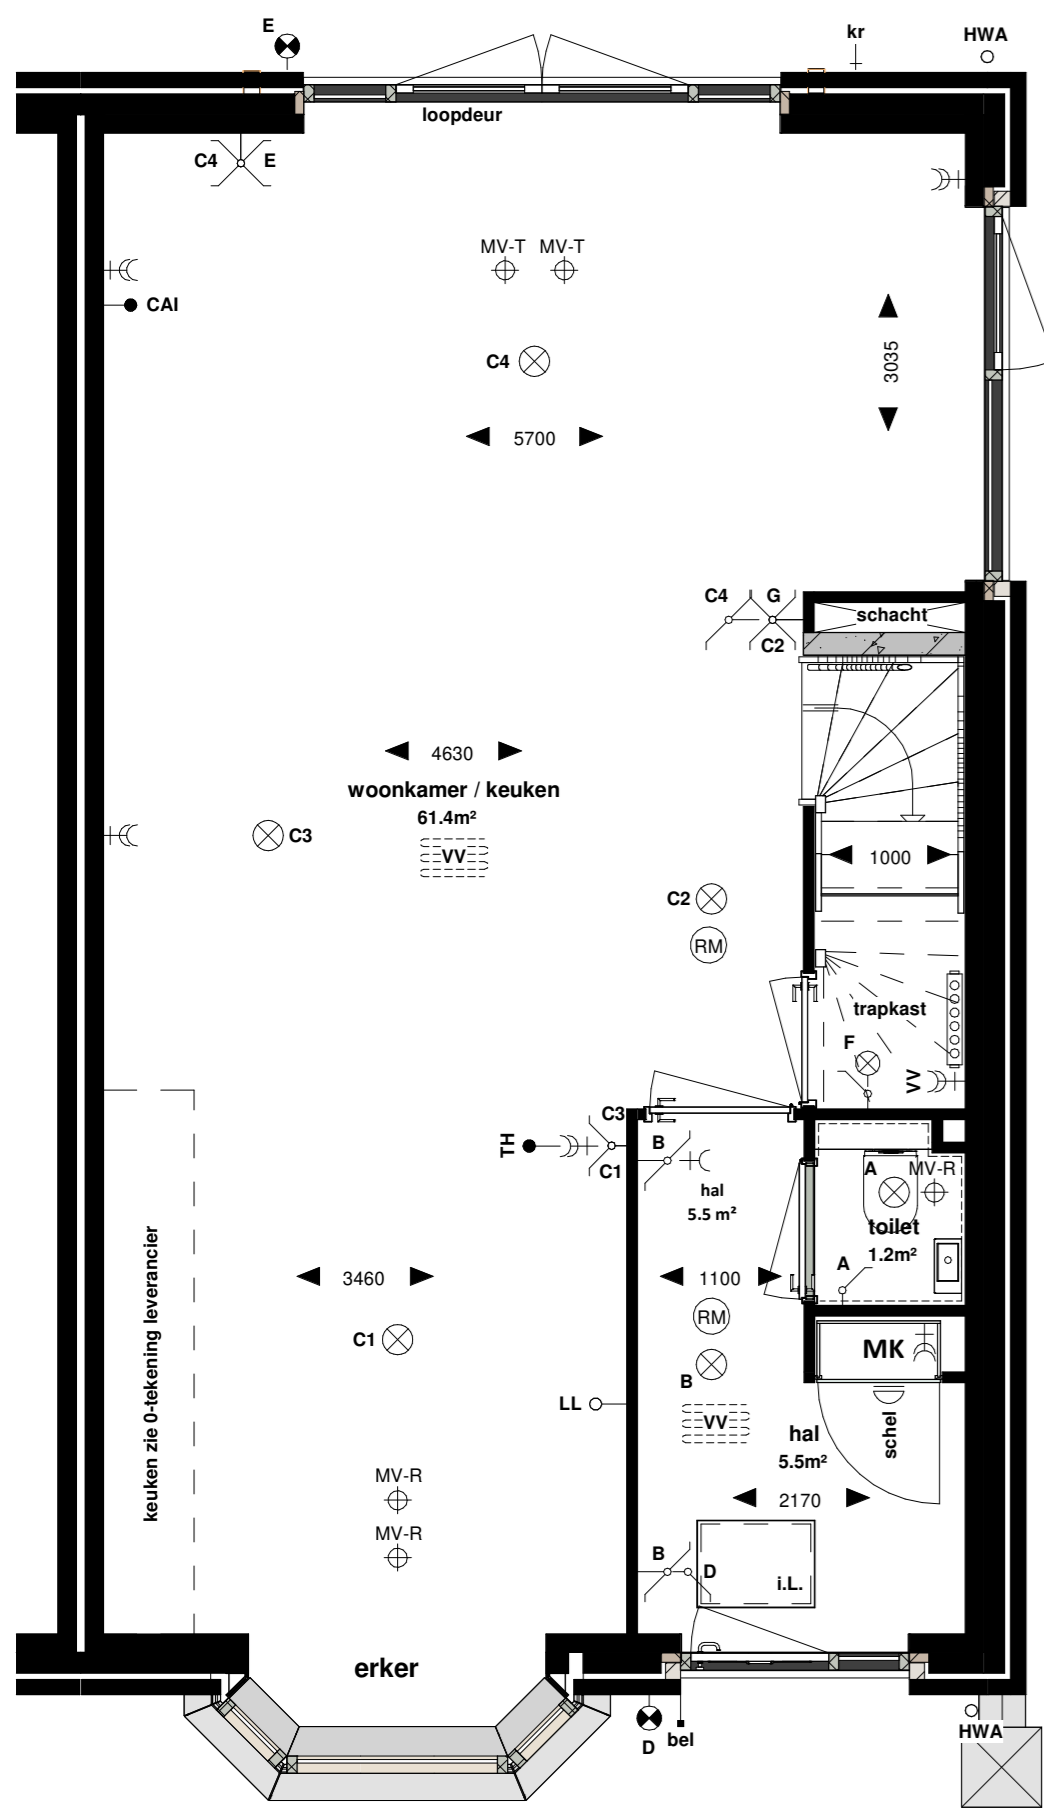 E
kr
HWA
loopdeur
C4 E
MV-T MV-T
CAI
C4
3035
5700
C4 G
schacht
C2
4630
woonkamer / keuken
61.4m²
VV
C3
1000
C2
RM
trapkast
F
VV
C3
B
TH
C1
hal
5.5 m²
A MV-R
toilet
1.2m²
A
3460
1100
RM
C1
MK
B
LL
VV
schel
hal
5.5m²
keuken zie 0-tekening leverancier
MV-R
2170
MV-R
B D
i.L.
erker
D
bel
HWA